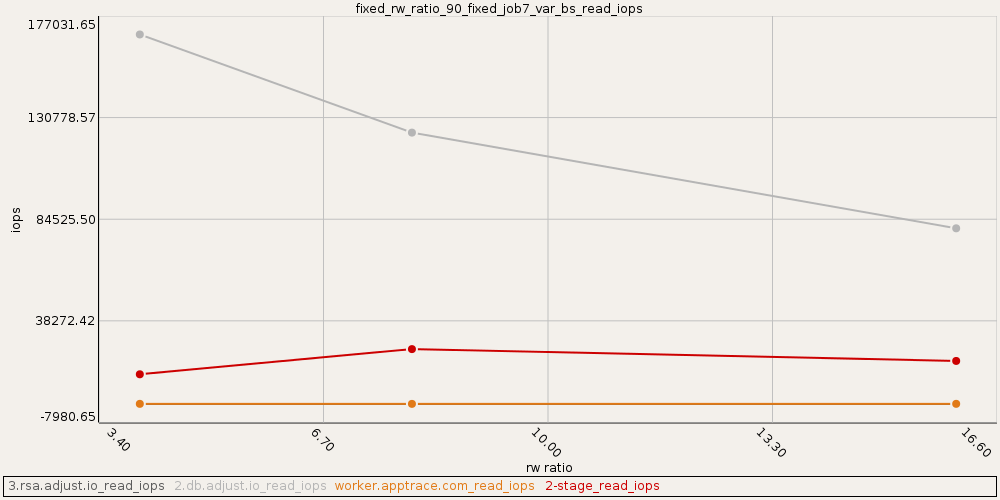 fixed_rw_ratio_90_fixed_job7_var_bs_read_iops
177031.65
130778.57
84525.50
38272.42
-7980.65
iops
3.40 6.70 10.00 13.30 16.60
rw ratio
3.rsa.adjust.io_read_iops 2.db.adjust.io_read_iops worker.apptrace.com_read_iops 2-stage_read_iops